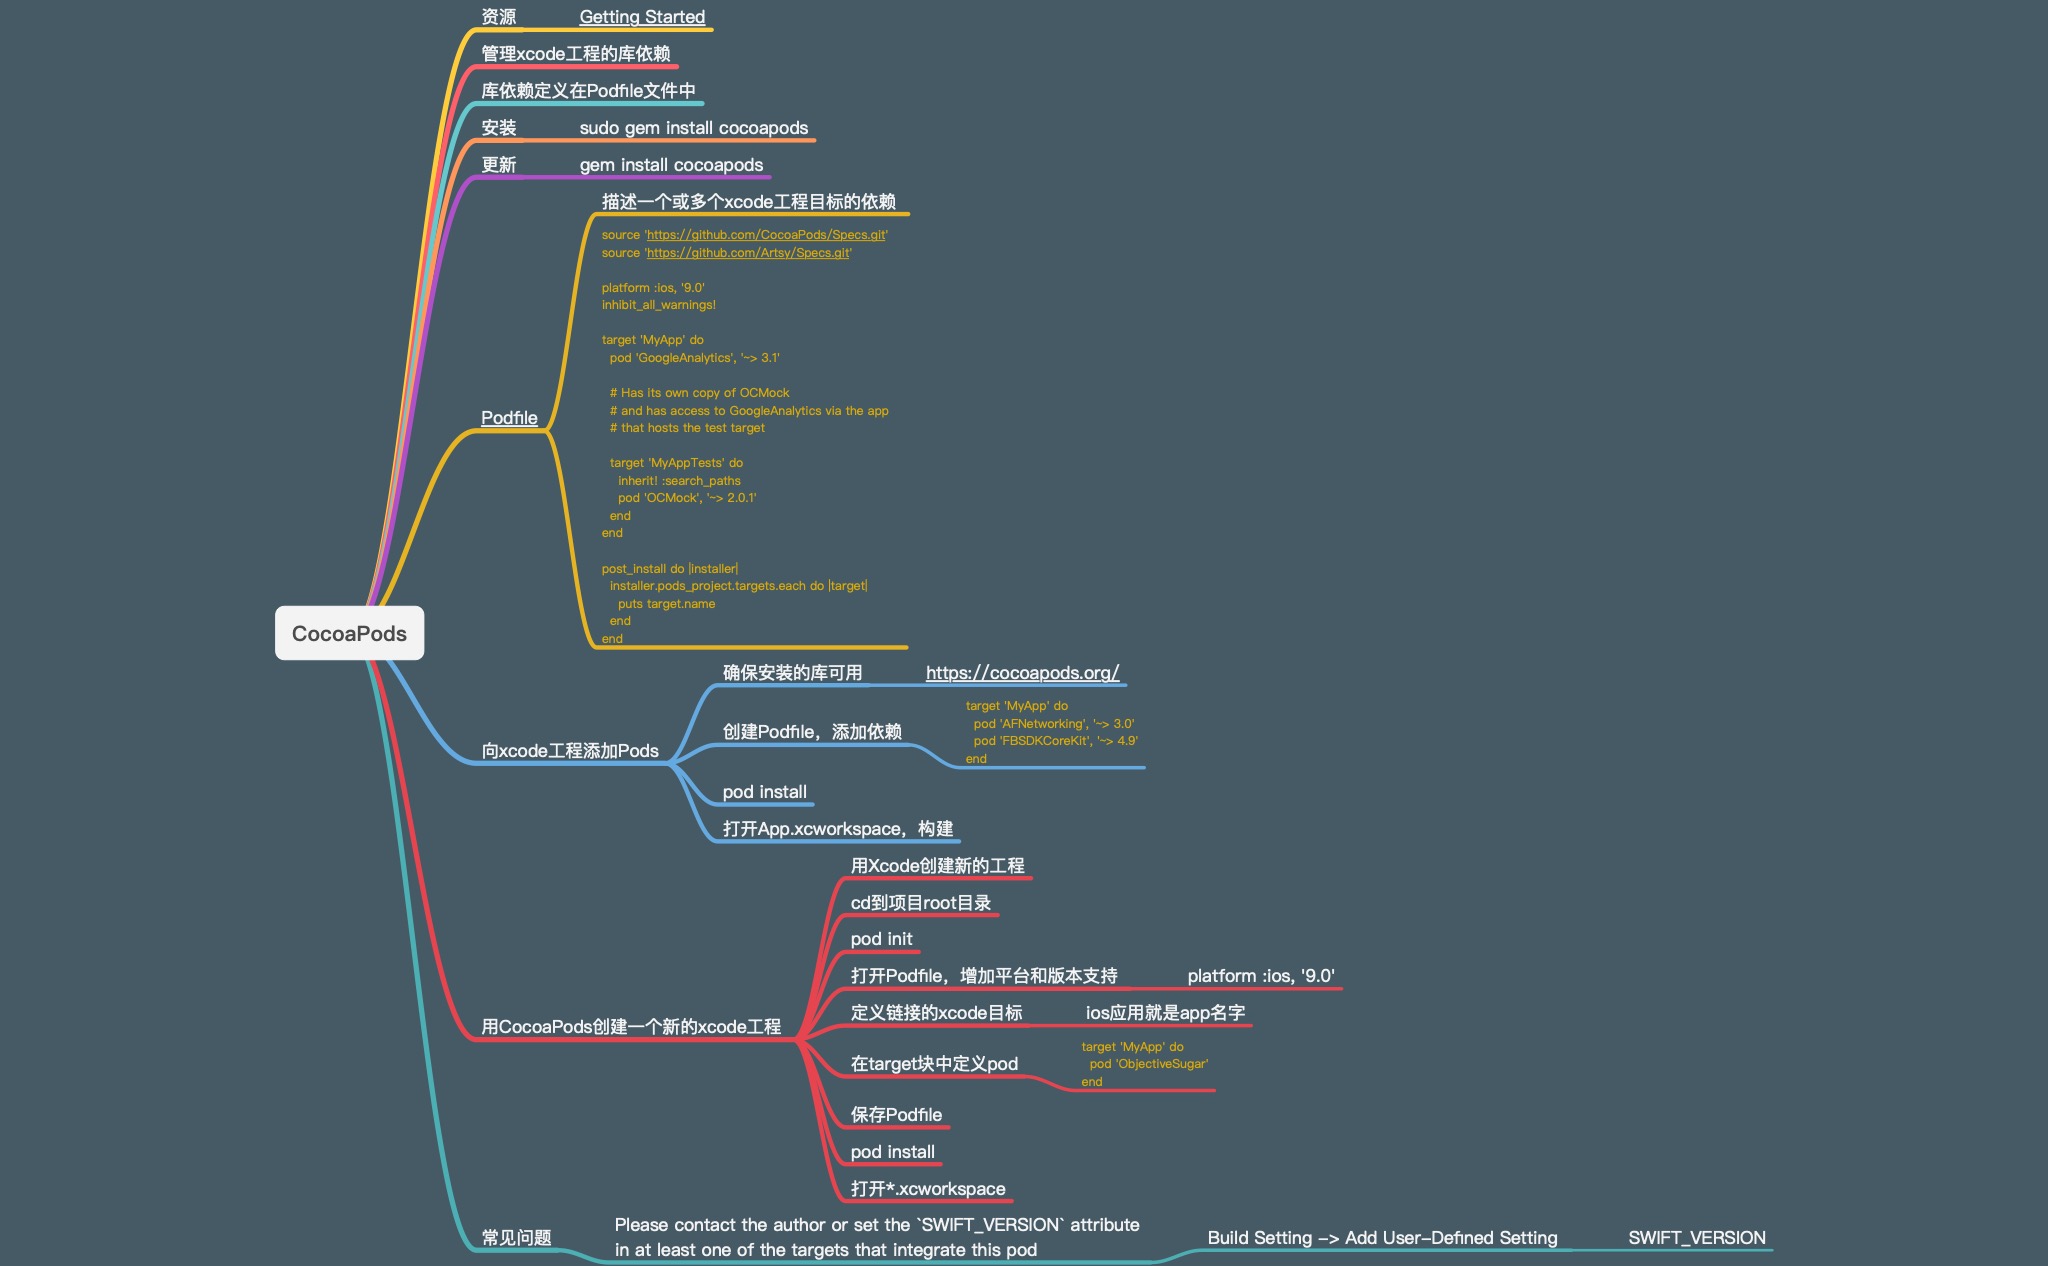 资源
Getting Started
管理xcode工程的库依赖
库依赖定义在Podfile文件中
安装
sudo gem install cocoapods
更新
gem install cocoapods
Podfile
描述一个或多个xcode工程目标的依赖
source 'https://github.com/CocoaPods/Specs.git'
source 'https://github.com/Artsy/Specs.git'
platform :ios, '9.0'
inhibit_all_warnings!
target 'MyApp' do
pod 'GoogleAnalytics', '~> 3.1'
# Has its own copy of OCMock
# and has access to GoogleAnalytics via the app
# that hosts the test target
target 'MyAppTests' do
inherit! :search_paths
pod 'OCMock', '~> 2.0.1'
end
end
post_install do |installer|
installer.pods_project.targets.each do |target|
puts target.name
end
end
CocoaPods
向xcode工程添加Pods
确保安装的库可用
https://cocoapods.org/
创建Podfile，添加依赖
target 'MyApp' do
pod 'AFNetworking', '~> 3.0'
pod 'FBSDKCoreKit', '~> 4.9'
end
pod install
打开App.xcworkspace，构建
用CocoaPods创建一个新的xcode工程
用Xcode创建新的工程
cd到项目root目录
pod init
打开Podfile，增加平台和版本支持
platform :ios, '9.0'
定义链接的xcode目标
ios应用就是app名字
在target块中定义pod
target 'MyApp' do
pod 'ObjectiveSugar'
end
保存Podfile
pod install
打开*.xcworkspace
常见问题
Please contact the author or set the `SWIFT_VERSION` attribute
in at least one of the targets that integrate this pod
Build Setting -> Add User-Defined Setting
SWIFT_VERSION